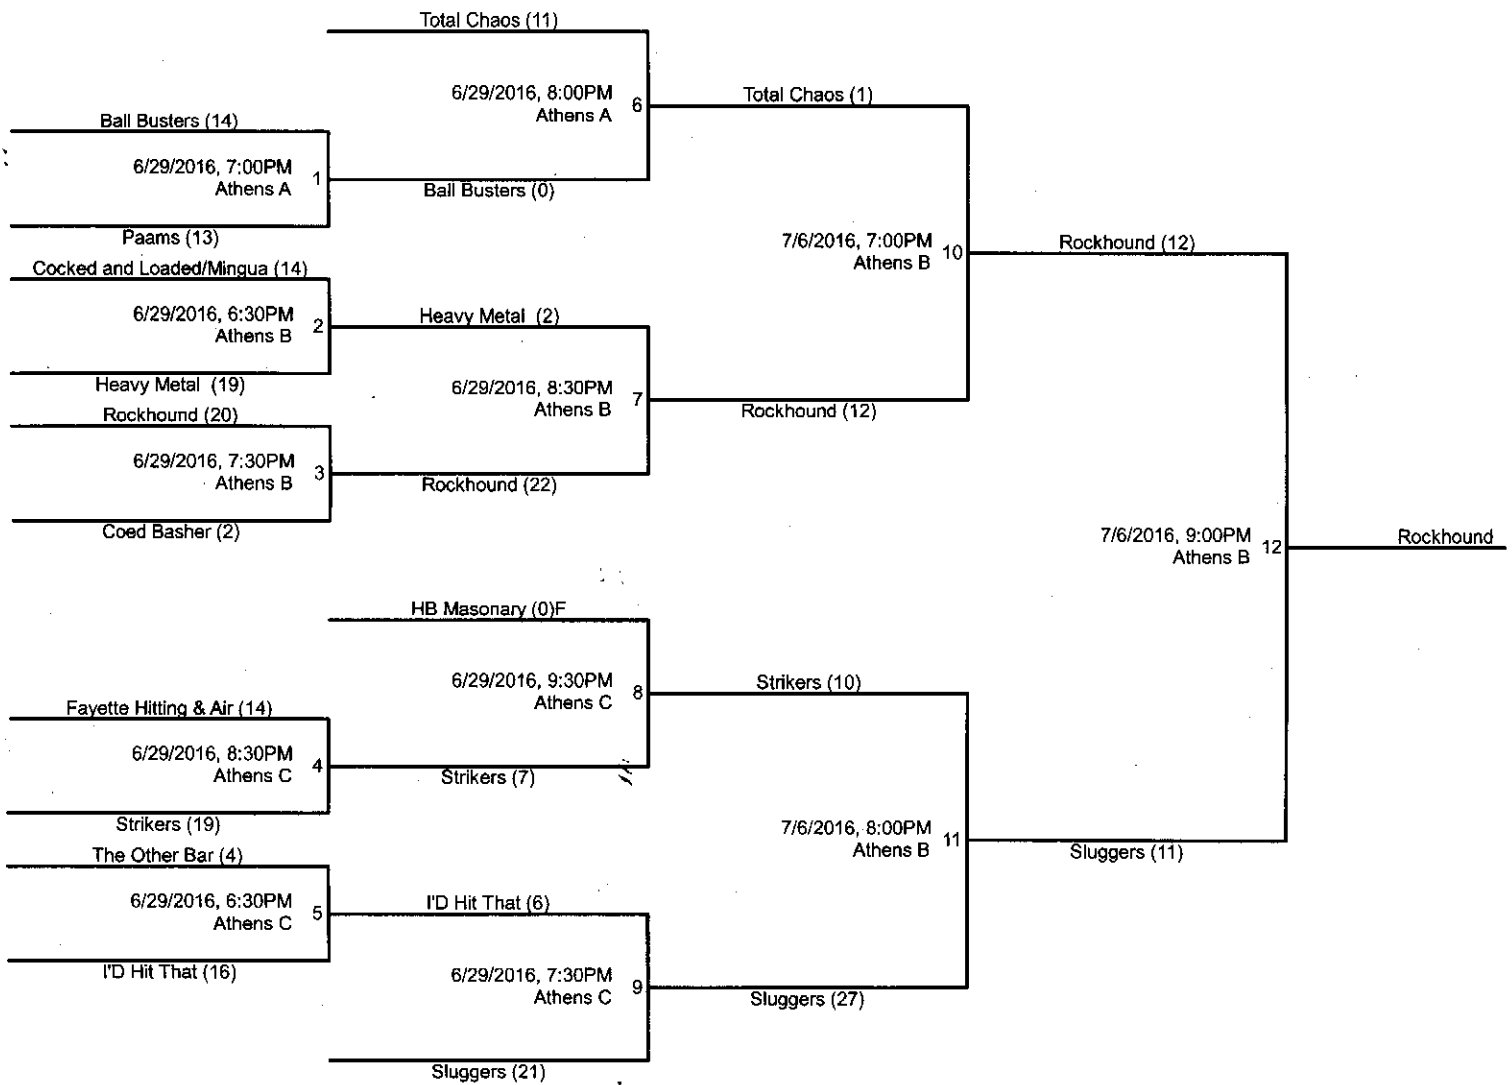 Total Chaos (11)
6/29/2016, 8:00PM
Athens A
6
Total Chaos (1)
Ball Busters (14)
6/29/2016, 7:00PM
Athens A
1
Ball Busters (0)
Paams (13)
Cocked and Loaded/Mingua (14)
6/29/2016, 6:30PM
Athens B
2
Heavy Metal (2)
Heavy Metal (19)
7/6/2016, 7:00PM
Athens B
10
Rockhound (12)
Rockhound (20)
6/29/2016, 8:30PM
Athens B
7
Rockhound (12)
6/29/2016, 7:30PM
Athens B
3
Rockhound (22)
Coed Basher (2)
7/6/2016, 9:00PM
Athens B
12
Rockhound
HB Masonary (0)F
6/29/2016, 9:30PM
Athens C
8
Strikers (10)
Fayette Hitting & Air (14)
6/29/2016, 8:30PM
Athens C
4
Strikers (7)
Strikers (19)
7/6/2016, 8:00PM
Athens B
11
Sluggers (11)
The Other Bar (4)
6/29/2016, 6:30PM
Athens C
5
I'D Hit That (6)
I'D Hit That (16)
6/29/2016, 7:30PM
Athens C
9
Sluggers (27)
Sluggers (21)